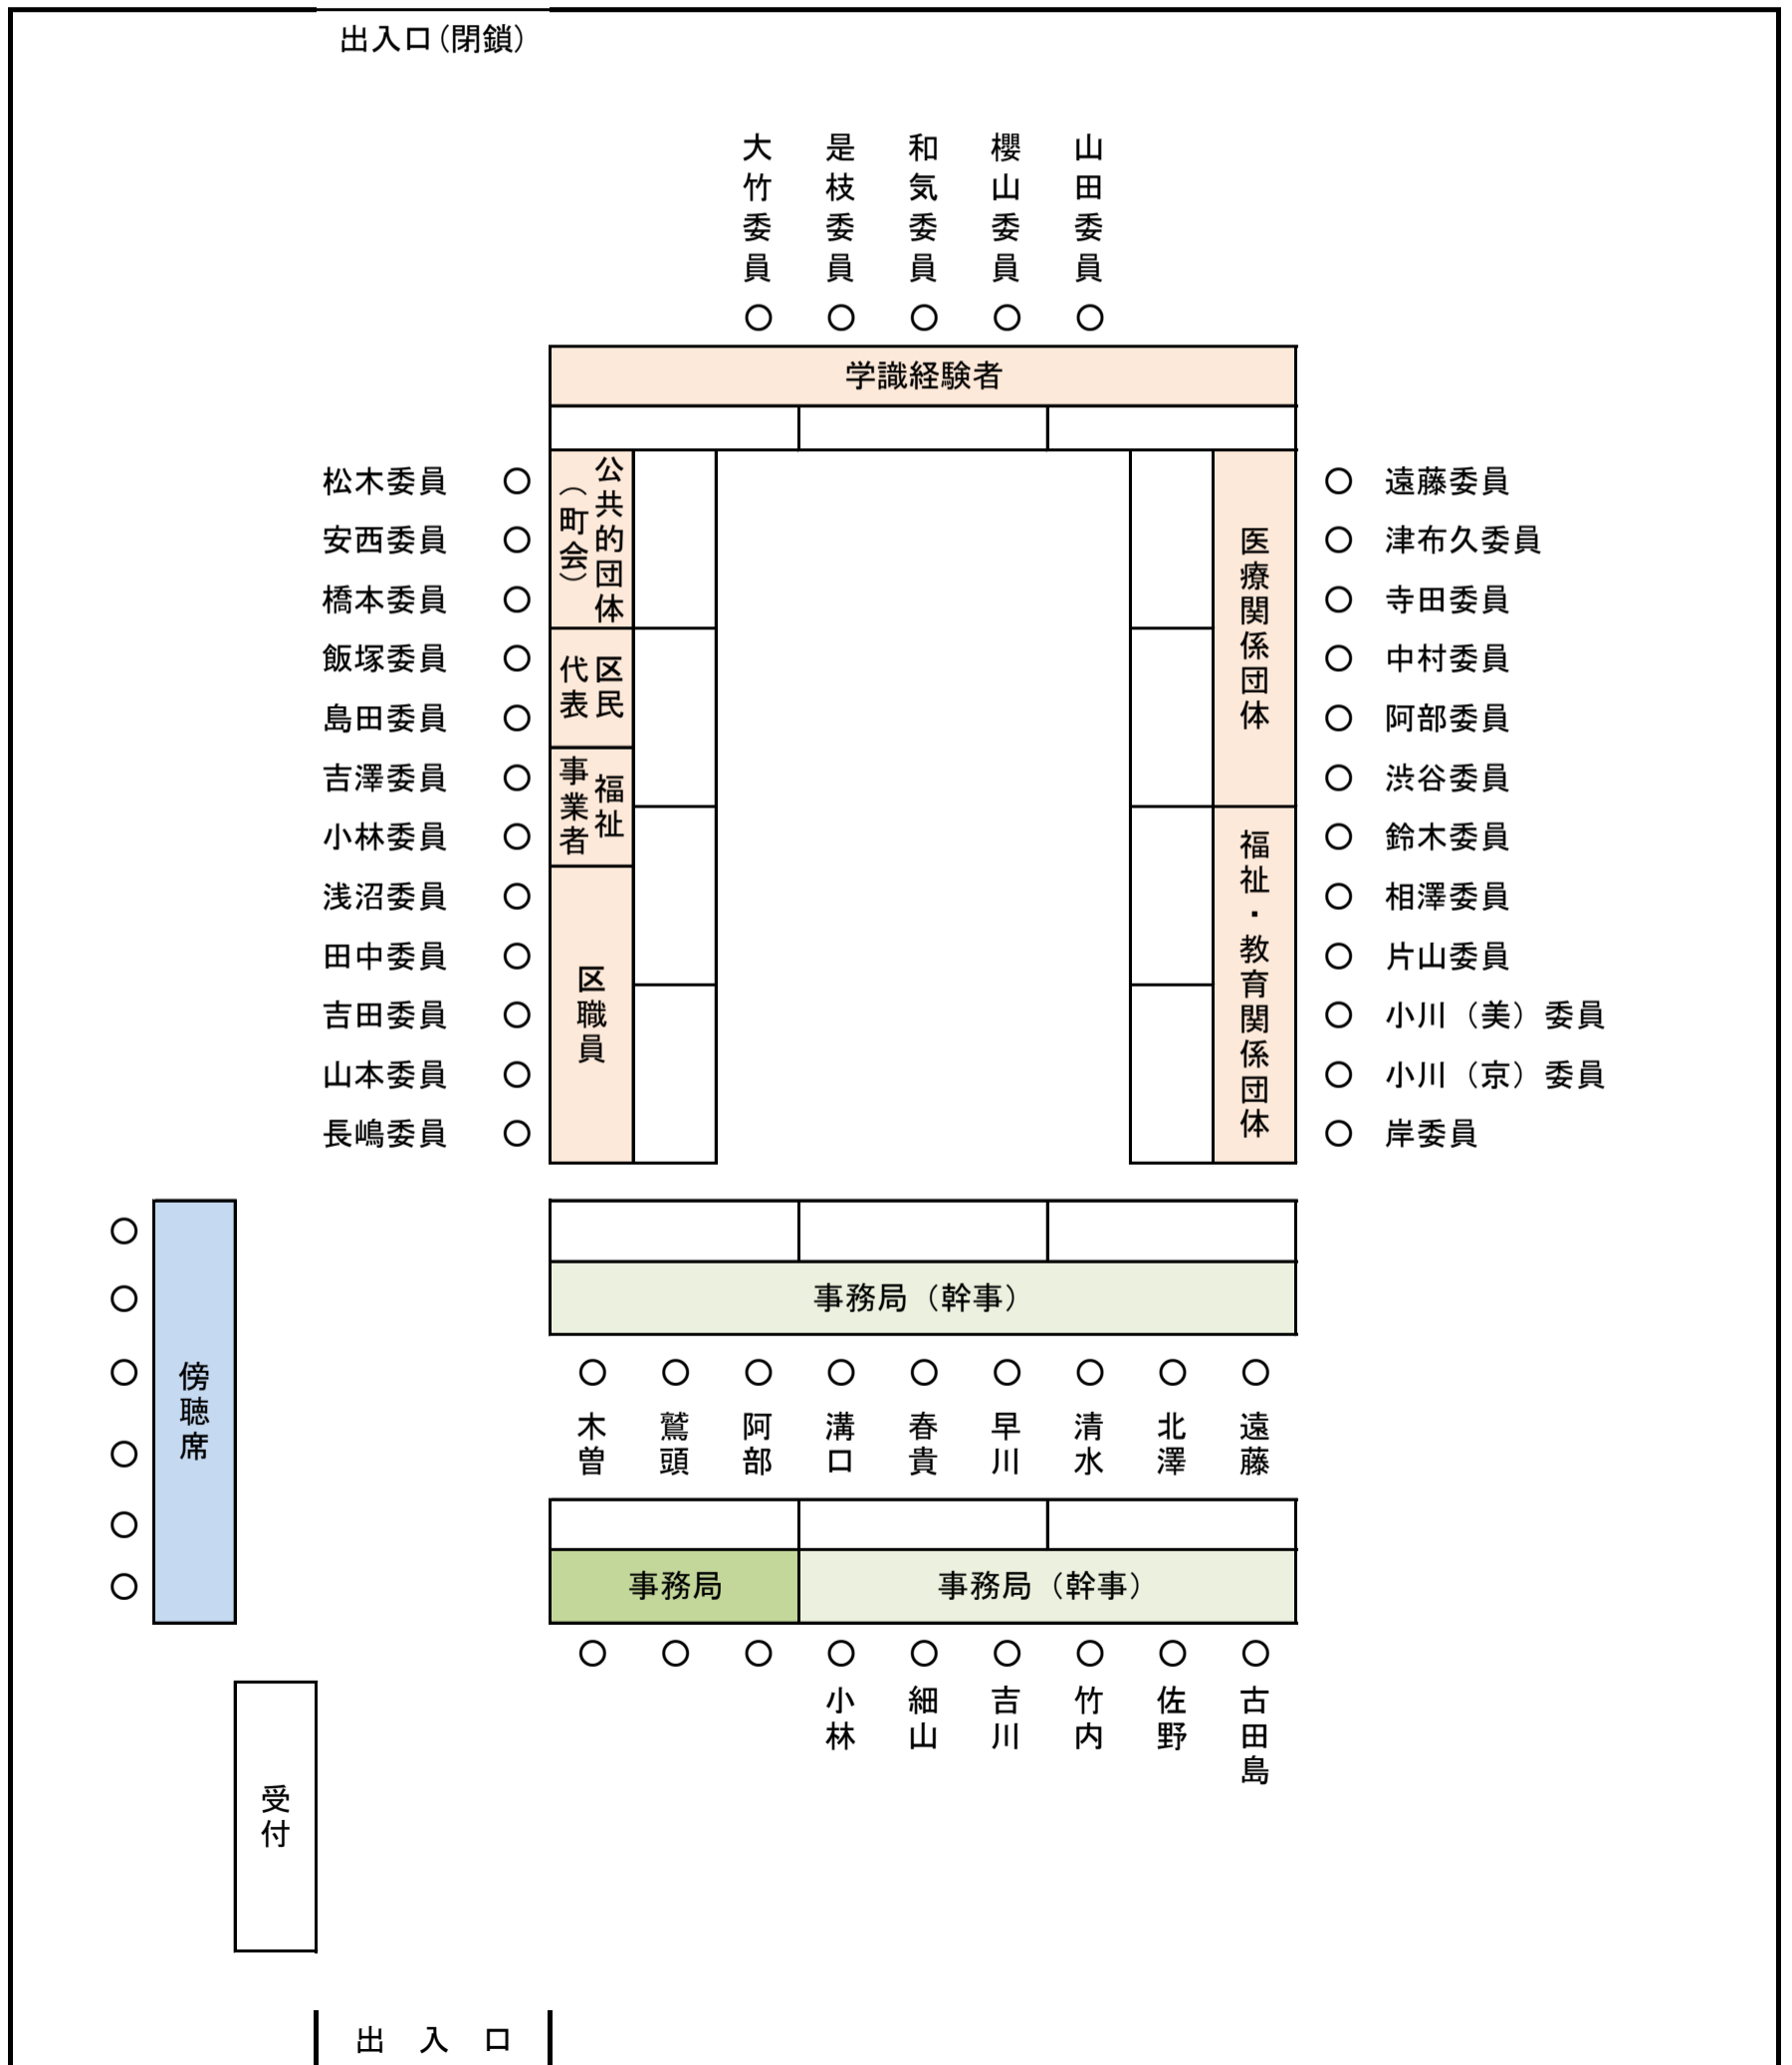 出入口（閉鎖）
大竹委員
是枝委員
和気委員
櫻山委員
山田委員
学識経験者
松木委員
安西委員
橋本委員
飯塚委員
島田委員
吉澤委員
小林委員
浅沼委員
田中委員
吉田委員
山本委員
長嶋委員
公共的団体
（町会）
区民
代表
福祉
事業者
区職員
医療関係団体
福祉・教育関係団体
遠藤委員
津布久委員
寺田委員
中村委員
阿部委員
渋谷委員
鈴木委員
相澤委員
片山委員
小川（美）委員
小川（京）委員
岸委員
傍聴席
事務局（幹事）
木曽
鷲頭
阿部
溝口
春貴
早川
清水
北澤
遠藤
事務局
事務局（幹事）
小林
細山
吉川
竹内
佐野
古田島
受付
出　入　口